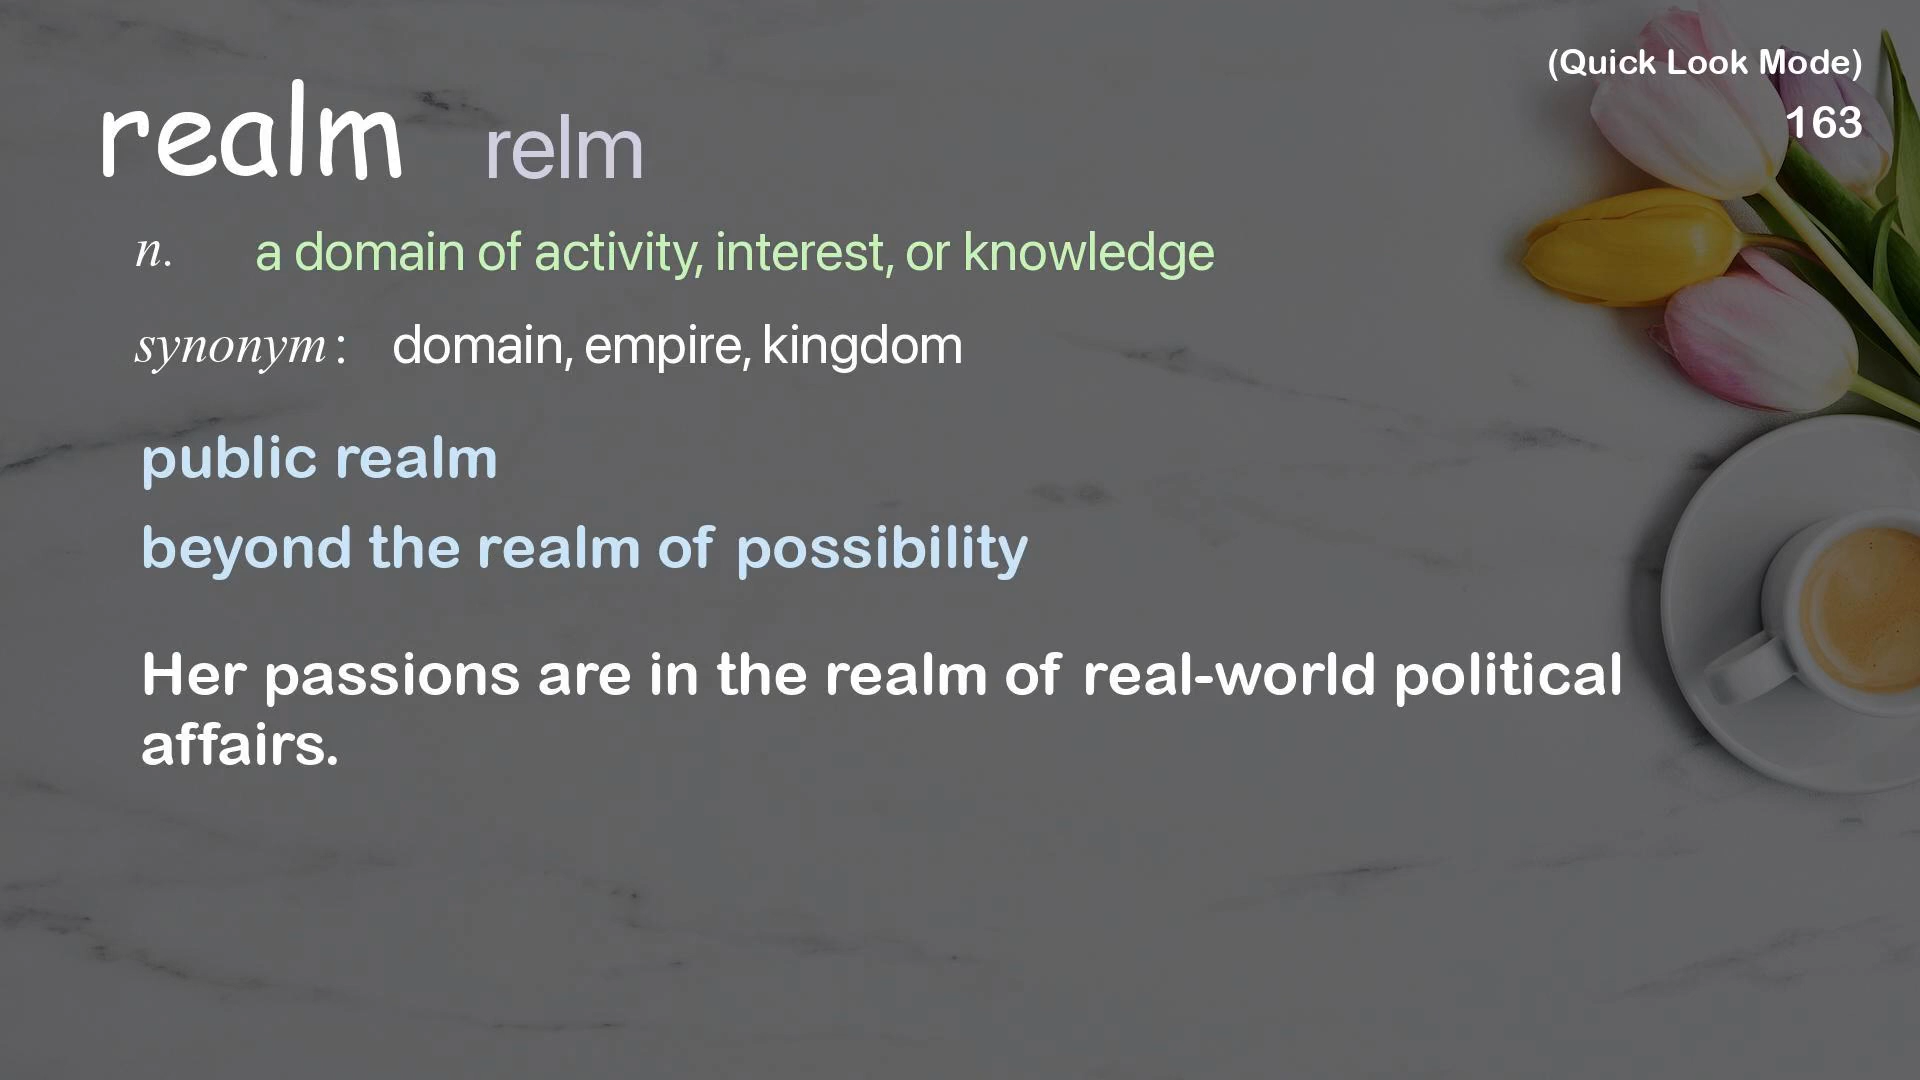 (Quick Look Mode)
163
realm relm
n. a domain of activity, interest, or knowledge
synonym: domain, empire, kingdom
public realm
beyond the realm of possibility
Her passions are in the realm of real-world political
affairs.